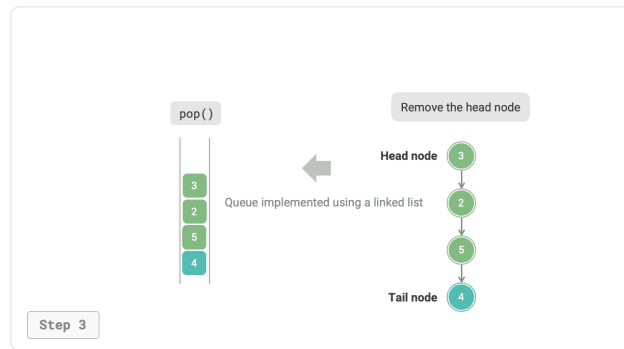 Remove the head node
pop()
Head node
3
3
2
2
Queue implemented using a linked list
5
5
4
Tail node
4
Step 3